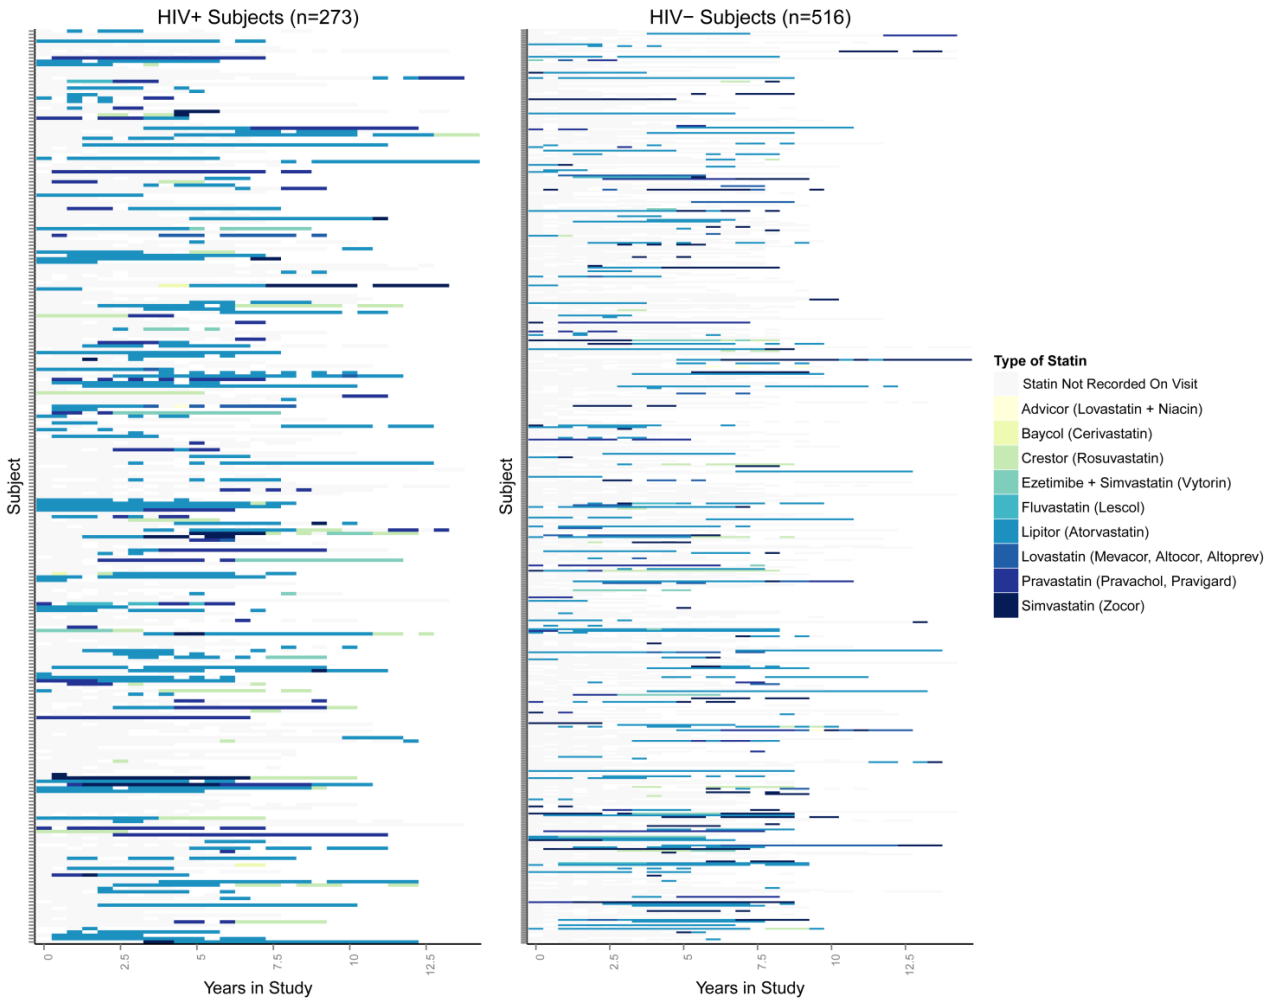 HIV+ Subjects (n=273)
HIV− Subjects (n=516)
Subject
Subject
Type of Statin
Statin Not Recorded On Visit
Advicor (Lovastatin + Niacin)
Baycol (Cerivastatin)
Crestor (Rosuvastatin)
Ezetimibe + Simvastatin (Vytorin)
Fluvastatin (Lescol)
Lipitor (Atorvastatin)
Lovastatin (Mevacor, Altocor, Altoprev)
Pravastatin (Pravachol, Pravigard)
Simvastatin (Zocor)
0 2.5 5 7.5 10 12.5
0 2.5 5 7.5 10 12.5
Years in Study
Years in Study